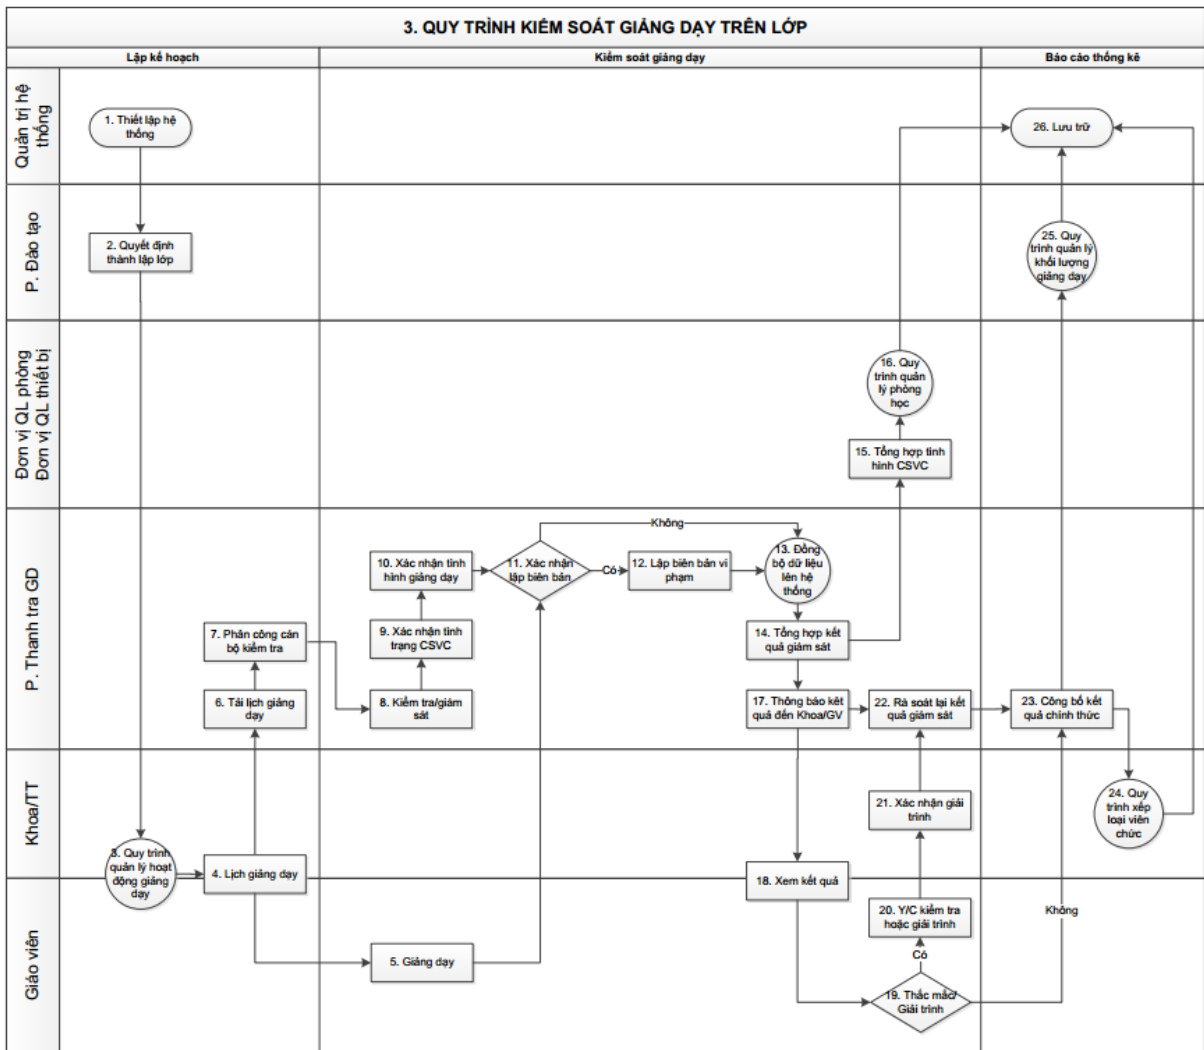 3. QUY TRÌNH KIỂM SOÁT GIẢNG DẠY TRÊN LỚP
Lập kế hoạch
Kiểm soát giảng dạy
Báo cáo thống kê
Quản trị hệ
thống
1. Thiết lập hệ
thống
26. Lưu trữ
P. Đào tạo
2. Quyết định
thành lập lớp
25. Quy
trình quản lý
khối lượng
giảng dạy
Đơn vị QL phòng
Đơn vị QL thiết bị
16. Quy
trình quản
lý phòng
học
15. Tổng hợp tình
hình CSVC
P. Thanh tra GD
Không
10. Xác nhận tình
hình giảng dạy
11. Xác nhận
lập biên bản
Có
12. Lập biên bản vi
phạm
13. Đồng
bộ dữ liệu
lên hệ
thống
7. Phân công cán
bộ kiểm tra
9. Xác nhận tình
trạng CSVC
14. Tổng hợp kết
quả giám sát
6. Tải lịch giảng
dạy
8. Kiểm tra/giám
sát
17. Thông báo kêt
quả đến Khoa/GV
22. Rà soát lại kết
quả giám sát
23. Công bố kết
quả chính thức
Khoa/TT
21. Xác nhận giải
trình
24. Quy
trình xếp
loại viên
chức
3. Quy trình
quản lý hoạt
động giảng
dạy
4. Lịch giảng dạy
18. Xem kết quả
Giáo viên
20. Y/C kiểm tra
hoặc giải trình
Không
Có
5. Giảng dạy
19. Thắc mắc/
Giải trình